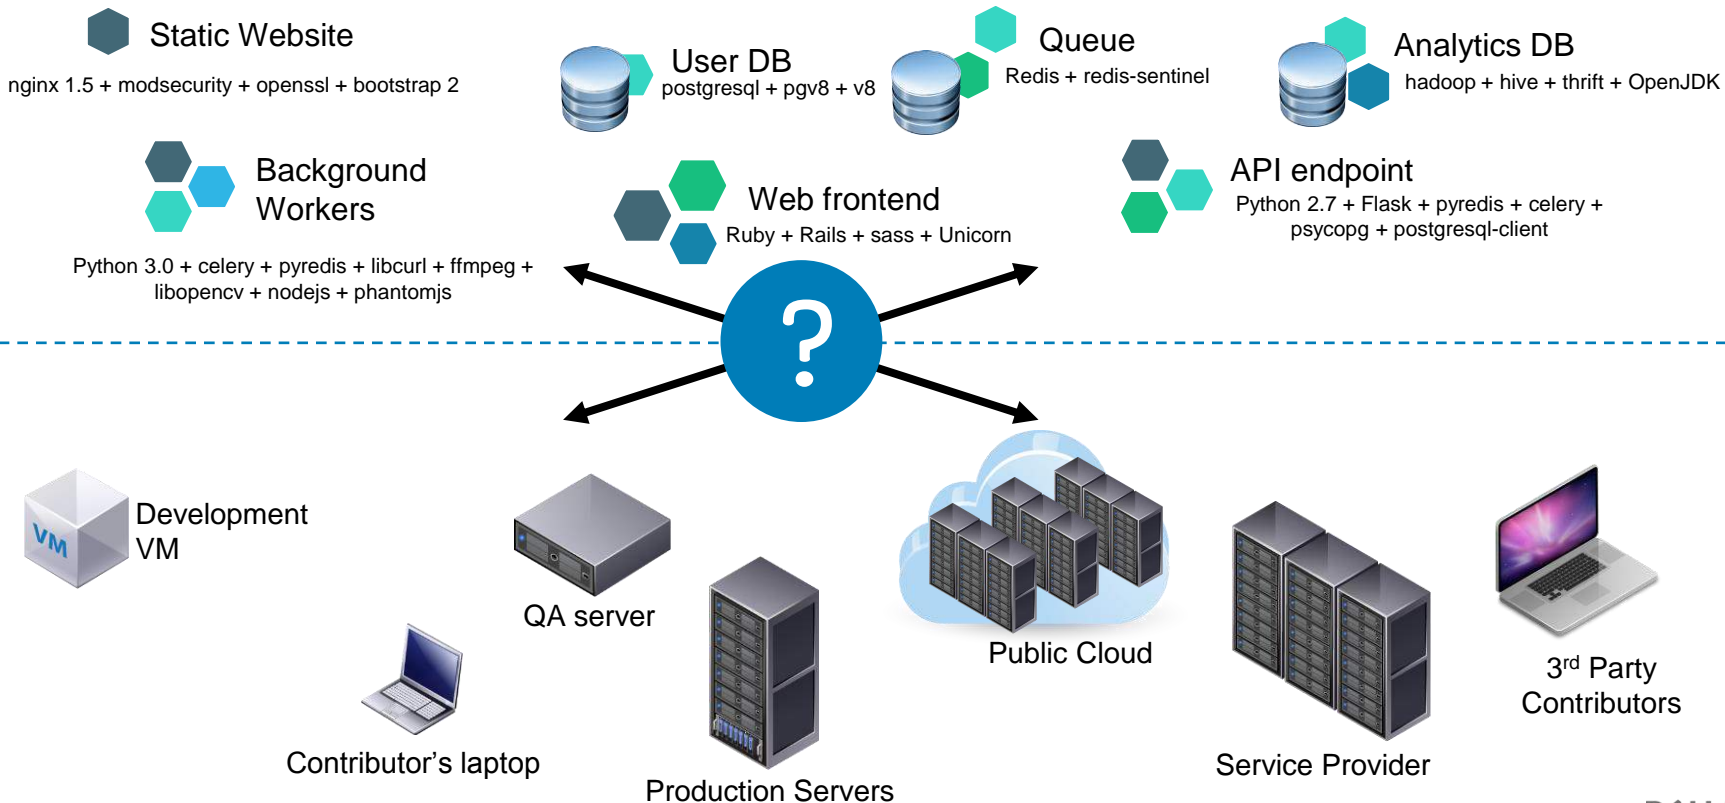 Static Website
nginx 1.5 + modsecurity + openssl + bootstrap 2
User DB
postgresql + pgv8 + v8
Queue
Redis + redis-sentinel
Analytics DB
hadoop + hive + thrift + OpenJDK
Background
Workers
Python 3.0 + celery + pyredis + libcurl + ffmpeg +
libopencv + nodejs + phantomjs
Web frontend
Ruby + Rails + sass + Unicorn
API endpoint
Python 2.7 + Flask + pyredis + celery +
psycopg + postgresql-client
?
VM
Development
VM
QA server
Public Cloud
3rd Party
Contributors
Contributor’s laptop
Production Servers
Service Provider